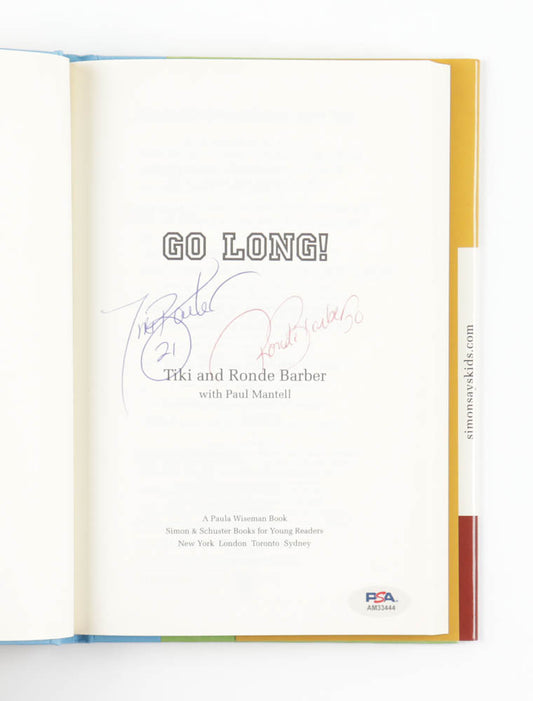 GO LONG!
Tiki Barber
21
Ronde Barber 20
Tiki and Ronde Barber
with Paul Mantell
A Paula Wiseman Book
Simon & Schuster Books for Young Readers
New York London Toronto Sydney
PSA
AM33444
simonsayskids.com